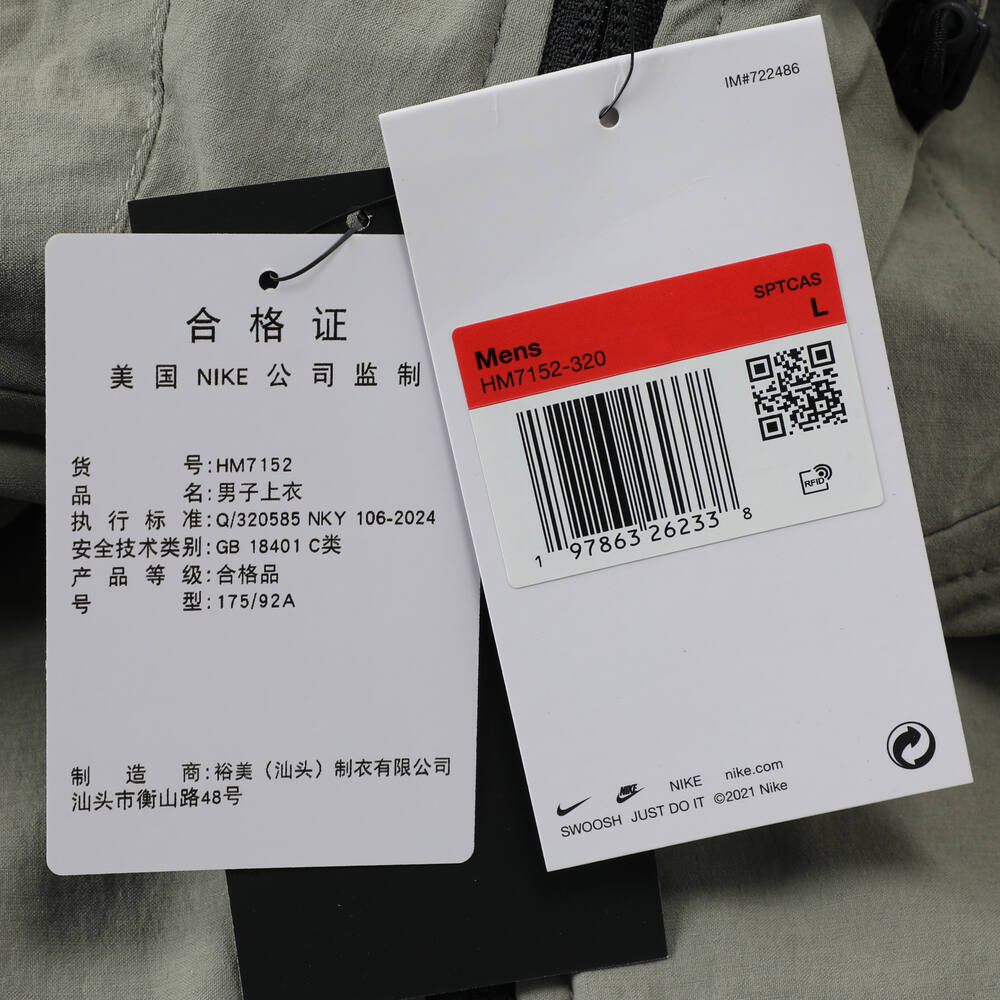 合格证
美国 NIKE 公司监制
货号:HM7152
品名:男子上衣
执行标准:Q/320585 NKY 106-2024
安全技术类别:GB 18401 C类
产品等级:合格品
号型:175/92A
制造商:裕美（汕头）制衣有限公司
汕头市衡山路48号
IM#722486
SPTCAS
L
Mens
HM7152-320
RFID
1 97863 26233 8
NIKE NIKE nike.com
SWOOSH JUST DO IT ©2021 Nike